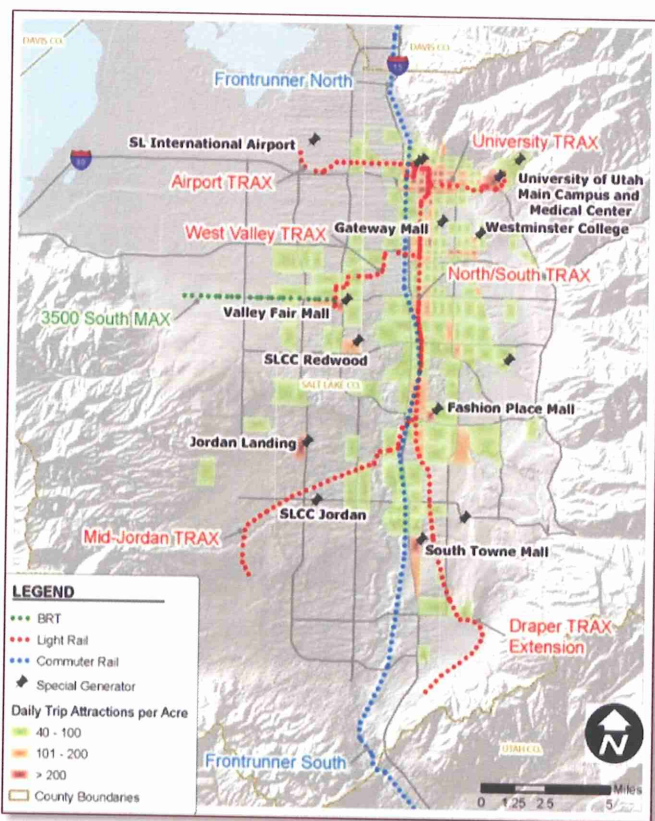 DAVIS CO.
DAVIS CO.
15
Frontrunner North
SL International Airport
University TRAX
80
Airport TRAX
University of Utah
Main Campus and
Medical Center
West Valley TRAX
Gateway Mall
Westminster College
North/South TRAX
3500 South MAX
Valley Fair Mall
SLCC Redwood
SALT LAKE CO.
Fashion Place Mall
Jordan Landing
SLCC Jordan
Mid-Jordan TRAX
South Towne Mall
LEGEND
BRT
Light Rail
Commuter Rail
Special Generator
Daily Trip Attractions per Acre
40 - 100
101 - 200
> 200
County Boundaries
Draper TRAX
Extension
Frontrunner South
UTAH CO.
N
Miles
0 1.25 2.5 5